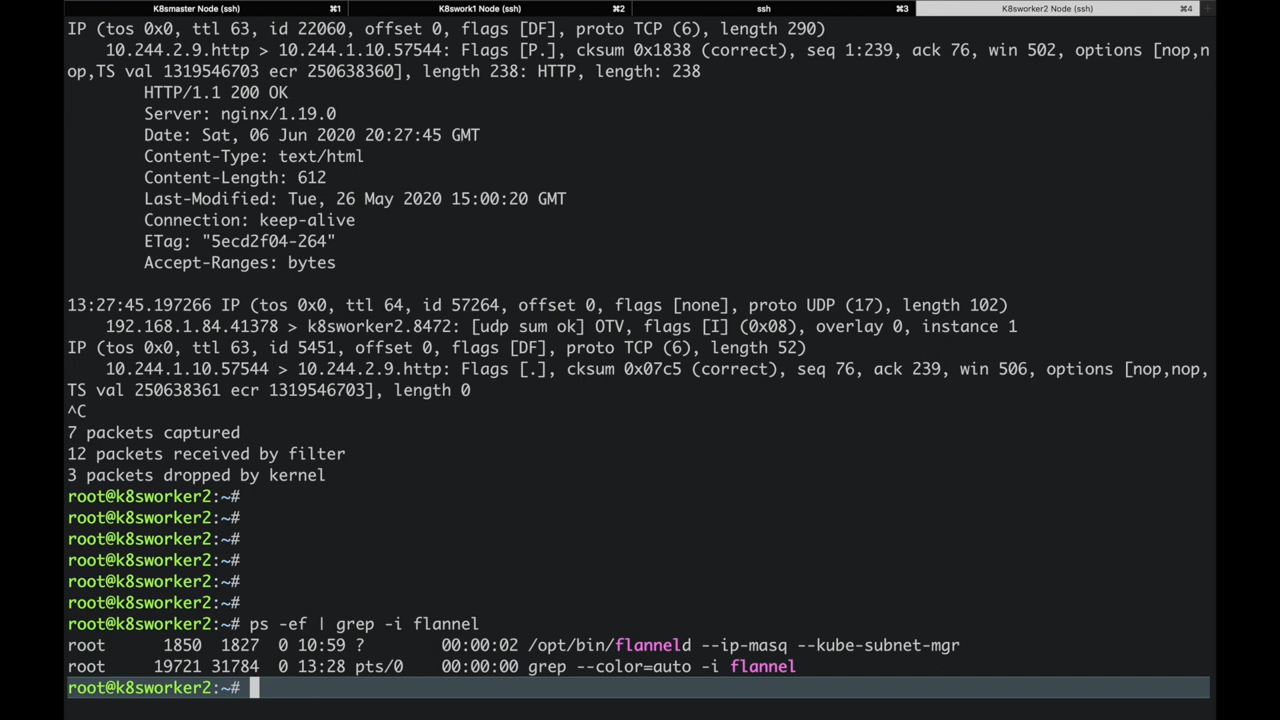 K8smaster Node (ssh) ⌘1 K8swork1 Node (ssh) ⌘2 ssh ⌘3 K8sworker2 Node (ssh) ⌘4 +
IP (tos 0x0, ttl 63, id 22060, offset 0, flags [DF], proto TCP (6), length 290)
10.244.2.9.http > 10.244.1.10.57544: Flags [P.], cksum 0x1838 (correct), seq 1:239, ack 76, win 502, options [nop,n
op,TS val 1319546703 ecr 250638360], length 238: HTTP, length: 238
HTTP/1.1 200 OK
Server: nginx/1.19.0
Date: Sat, 06 Jun 2020 20:27:45 GMT
Content-Type: text/html
Content-Length: 612
Last-Modified: Tue, 26 May 2020 15:00:20 GMT
Connection: keep-alive
ETag: "5ecd2f04-264"
Accept-Ranges: bytes
13:27:45.197266 IP (tos 0x0, ttl 64, id 57264, offset 0, flags [none], proto UDP (17), length 102)
192.168.1.84.41378 > k8sworker2.8472: [udp sum ok] OTV, flags [I] (0x08), overlay 0, instance 1
IP (tos 0x0, ttl 63, id 5451, offset 0, flags [DF], proto TCP (6), length 52)
10.244.1.10.57544 > 10.244.2.9.http: Flags [.], cksum 0x07c5 (correct), seq 76, ack 239, win 506, options [nop,nop,
TS val 250638361 ecr 1319546703], length 0
^C
7 packets captured
12 packets received by filter
3 packets dropped by kernel
root@k8sworker2:~#
root@k8sworker2:~#
root@k8sworker2:~#
root@k8sworker2:~#
root@k8sworker2:~#
root@k8sworker2:~#
root@k8sworker2:~# ps -ef | grep -i flannel
root 1850 1827 0 10:59 ? 00:00:02 /opt/bin/flanneld --ip-masq --kube-subnet-mgr
root 19721 31784 0 13:28 pts/0 00:00:00 grep --color=auto -i flannel
root@k8sworker2:~#